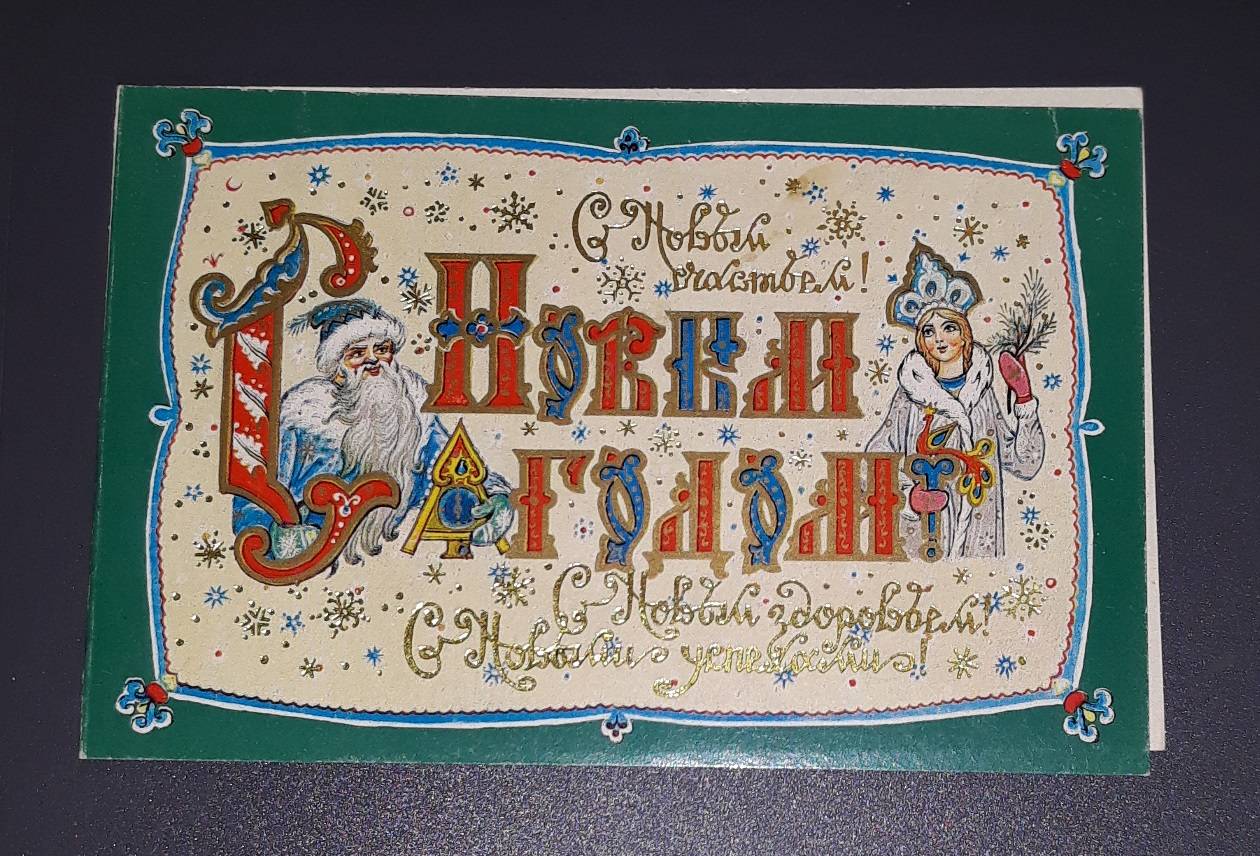 С Новым
счастьем!
С НОВЫМ
ГОДОМ!
С Новым здоровьем!
С Новыми успехами!